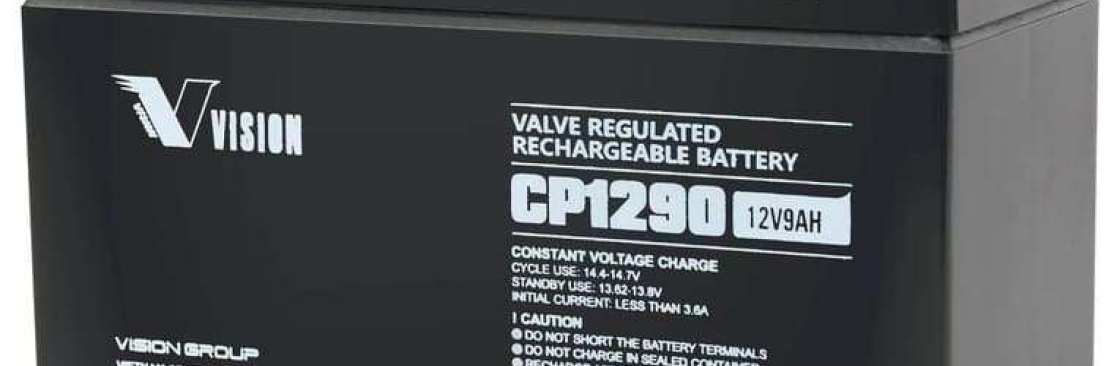 VISION
VALVE REGULATED
RECHARGEABLE BATTERY
CP1290 12V9AH
CONSTANT VOLTAGE CHARGE
CYCLE USE: 14.4-14.7V
STANDBY USE: 13.62-13.8V
INITIAL CURRENT: LESS THAN 3.6A
! CAUTION
DO NOT SHORT THE BATTERY TERMINALS
DO NOT CHARGE IN SEALED CONTAINER
VISION GROUP